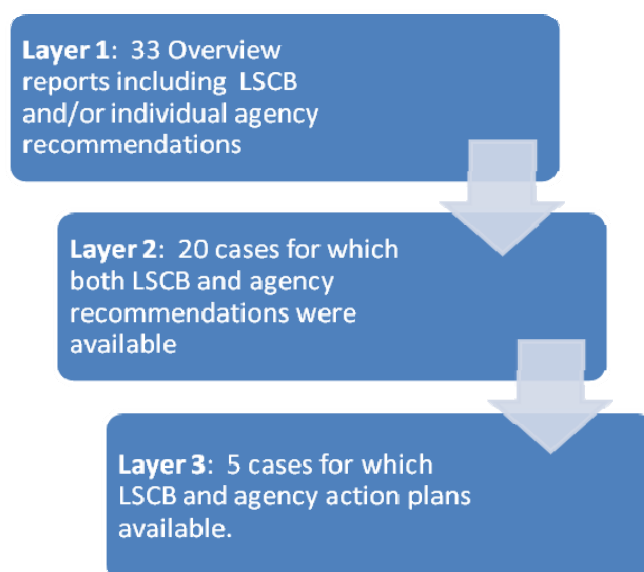 Layer 1: 33 Overview
reports including LSCB
and/or individual agency
recommendations
Layer 2: 20 cases for which
both LSCB and agency
recommendations were
available
Layer 3: 5 cases for which
LSCB and agency action plans
available.